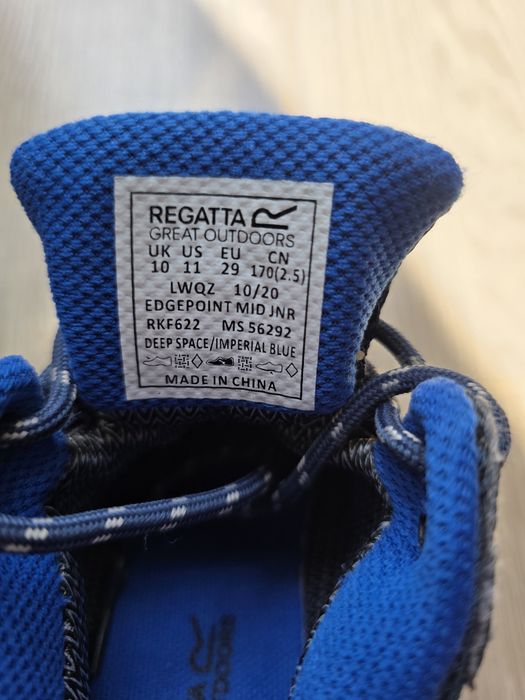 REGATTA
GREAT OUTDOORS
UK US EU CN
10 11 29 170(2.5)
LWQZ 10/20
EDGEPOINT MID JNR
RKF622 MS 56292
DEEP SPACE/IMPERIAL BLUE
MADE IN CHINA